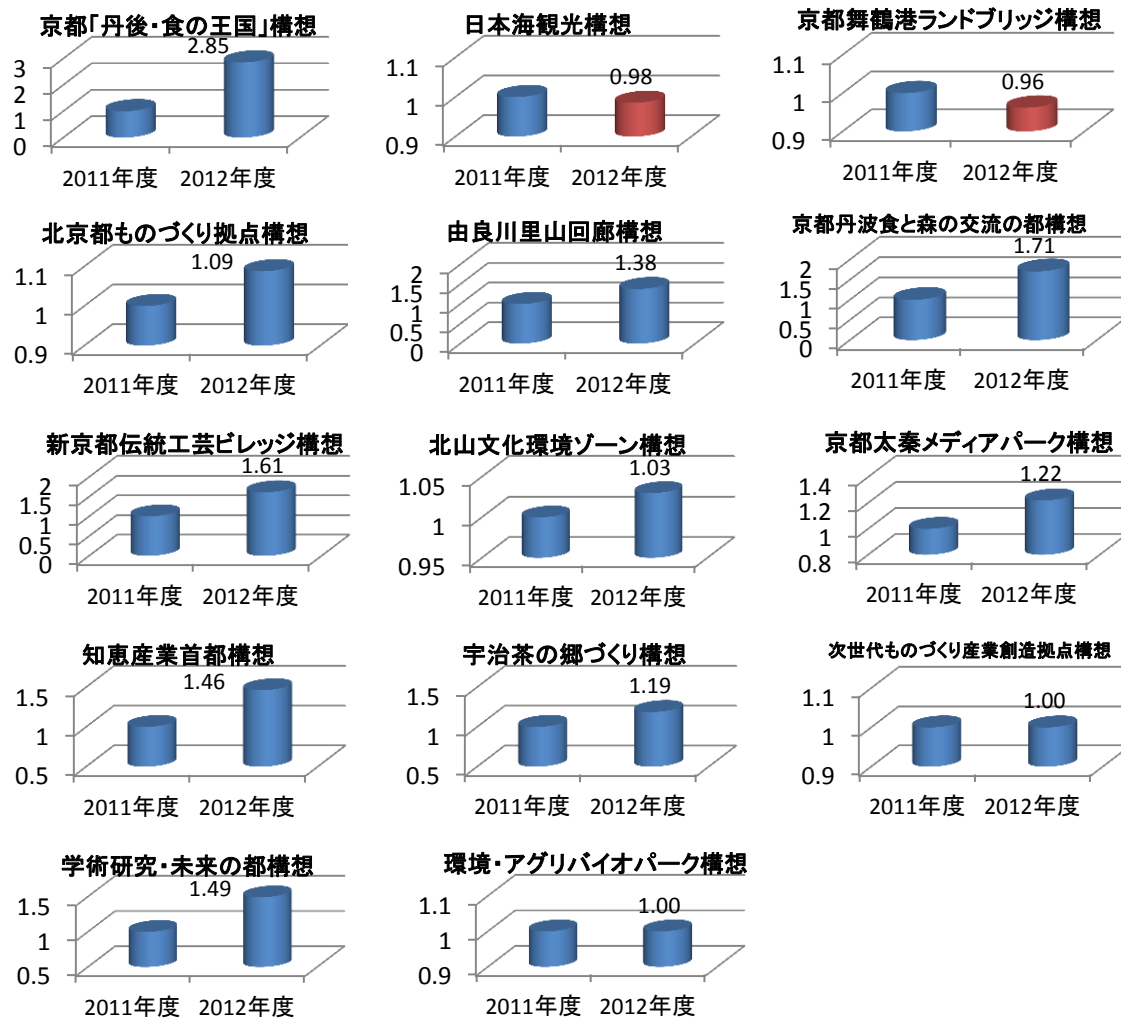 京都「丹後・食の王国」構想
2.85
3
2
1
0
2011年度 2012年度
日本海観光構想
1.1
0.98
1
0.9
2011年度 2012年度
京都舞鶴港ランドブリッジ構想
1.1
0.96
1
0.9
2011年度 2012年度
北京都ものづくり拠点構想
1.1
1.09
1
0.9
2011年度 2012年度
由良川里山回廊構想
1.38
2
1.5
1
0.5
0
2011年度 2012年度
京都丹波食と森の交流の都構想
1.71
2
1.5
1
0.5
0
2011年度 2012年度
新京都伝統工芸ビレッジ構想
1.61
2
1.5
1
0.5
0
2011年度 2012年度
北山文化環境ゾーン構想
1.03
1.05
1
0.95
2011年度 2012年度
京都太秦メディアパーク構想
1.22
1.4
1.2
1
0.8
2011年度 2012年度
知恵産業首都構想
1.46
1.5
1
0.5
2011年度 2012年度
宇治茶の郷づくり構想
1.19
1.5
1
0.5
2011年度 2012年度
次世代ものづくり産業創造拠点構想
1.1
1.00
1
0.9
2011年度 2012年度
学術研究・未来の都構想
1.49
1.5
1
0.5
2011年度 2012年度
環境・アグリバイオパーク構想
1.1
1.00
1
0.9
2011年度 2012年度